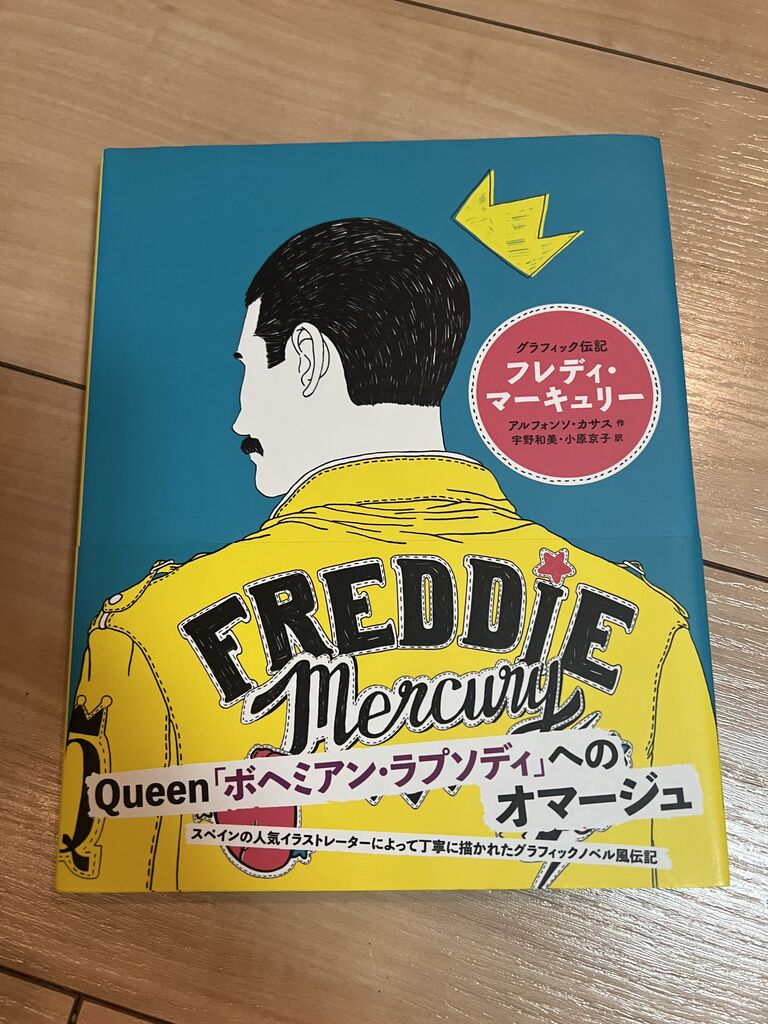 グラフィック伝記
フレディ・
マーキュリー
アルフォンソ・カサス 作
宇野和美・小原京子 訳
FREDDIE
Mercury
Q
Queen「ボヘミアン・ラプソディ」への
オマージュ
スペインの人気イラストレーターによって丁寧に描かれたグラフィックノベル風伝記